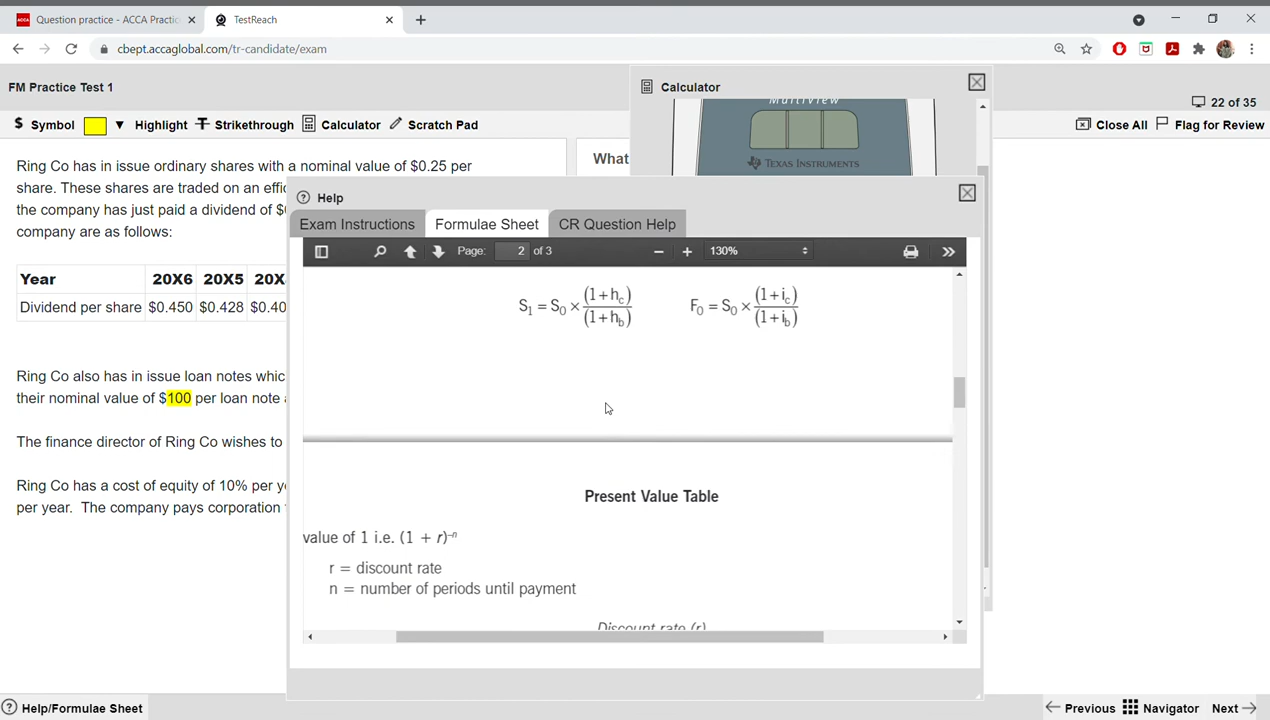 Question practice - ACCA Practic
TestReach
cbept.accaglobal.com/tr-candidate/exam
FM Practice Test 1
Calculator
22 of 35
$ Symbol
Highlight
T Strikethrough
Calculator
Scratch Pad
Close All
Flag for Review
MultiView
TEXAS INSTRUMENTS
Ring Co has in issue ordinary shares with a nominal value of $0.25 per
share. These shares are traded on an effi
the company has just paid a dividend of $
company are as follows:
What
Year 20X6 20X5 20X
Dividend per share $0.450 $0.428 $0.40
Ring Co also has in issue loan notes whic
their nominal value of $100 per loan note
The finance director of Ring Co wishes to
Ring Co has a cost of equity of 10% per y
per year. The company pays corporation
Help
Exam Instructions
Formulae Sheet
CR Question Help
Page: 2 of 3
130%
S₁ = S₀ × (1+h_c)/(1+h_b)
F₀ = S₀ × (1+i_c)/(1+i_b)
Present Value Table
value of 1 i.e. (1 + r)⁻ⁿ
r = discount rate
n = number of periods until payment
Discount rate (r)
Help/Formulae Sheet
Previous
Navigator
Next